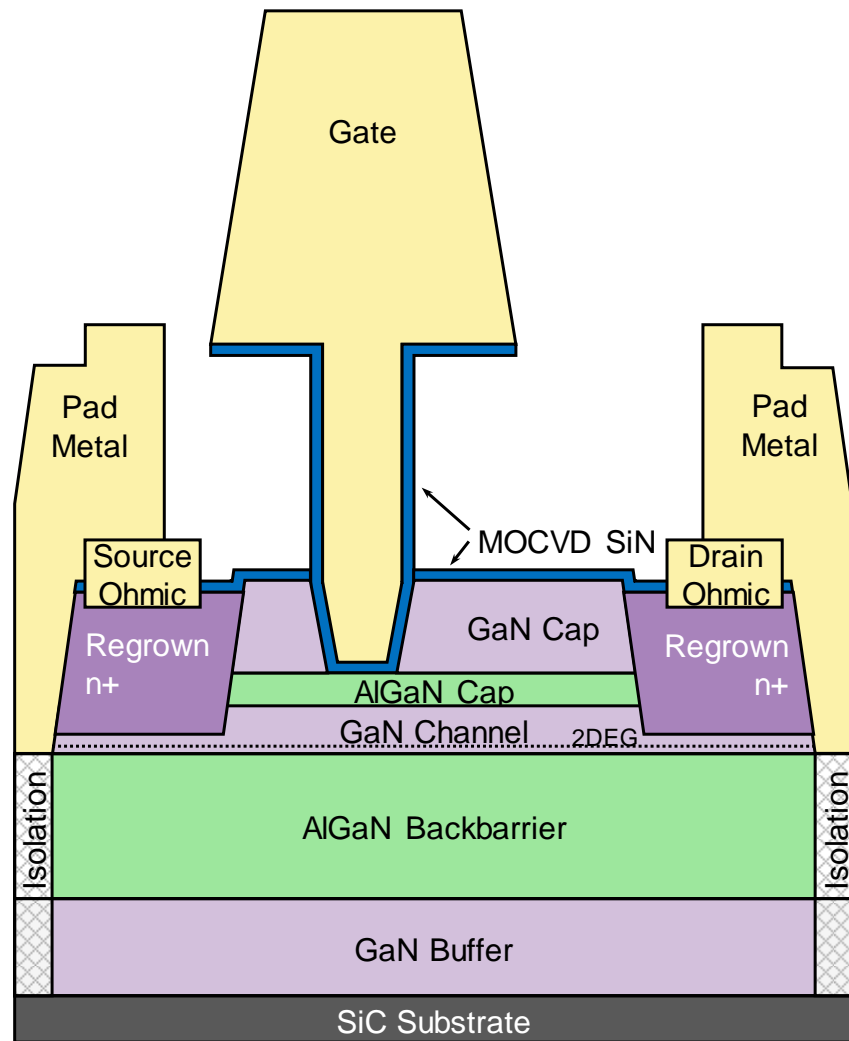 Gate
Pad
Metal
Pad
Metal
MOCVD SiN
Source
Ohmic
Drain
Ohmic
GaN Cap
Regrown
n+
Regrown
n+
AlGaN Cap
GaN Channel
2DEG
Isolation
AlGaN Backbarrier
Isolation
GaN Buffer
SiC Substrate